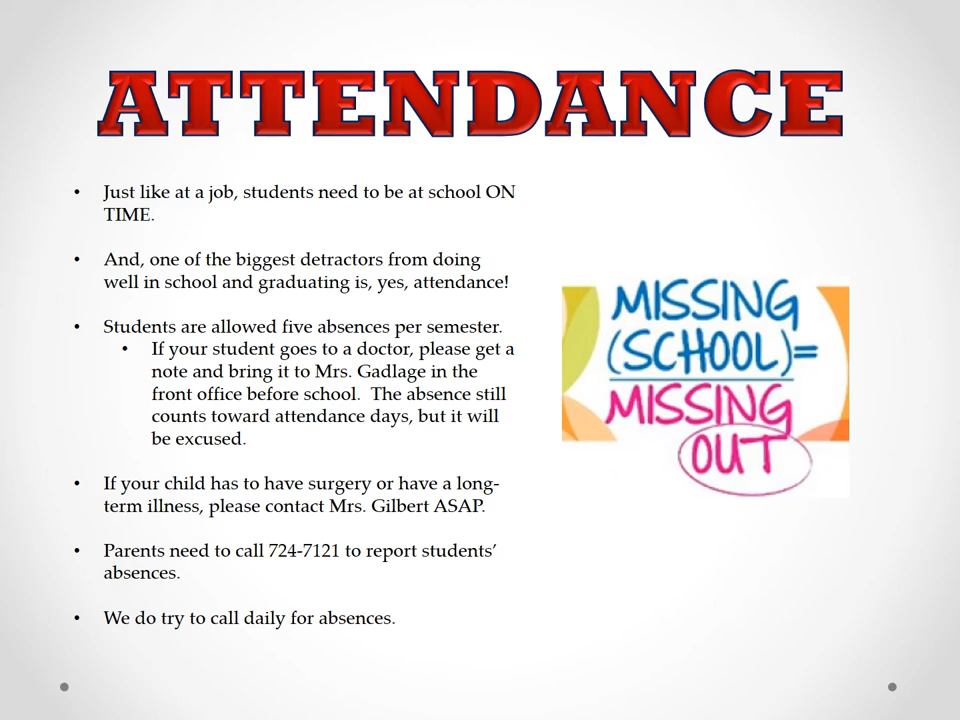 ATTENDANCE
• Just like at a job, students need to be at school ON
TIME.
• And, one of the biggest detractors from doing
well in school and graduating is, yes, attendance!
• Students are allowed five absences per semester.
• If your student goes to a doctor, please get a
note and bring it to Mrs. Gadlage in the
front office before school. The absence still
counts toward attendance days, but it will
be excused.
• If your child has to have surgery or have a long-
term illness, please contact Mrs. Gilbert ASAP.
• Parents need to call 724-7121 to report students’
absences.
• We do try to call daily for absences.
MISSING
(SCHOOL)=
MISSING
OUT